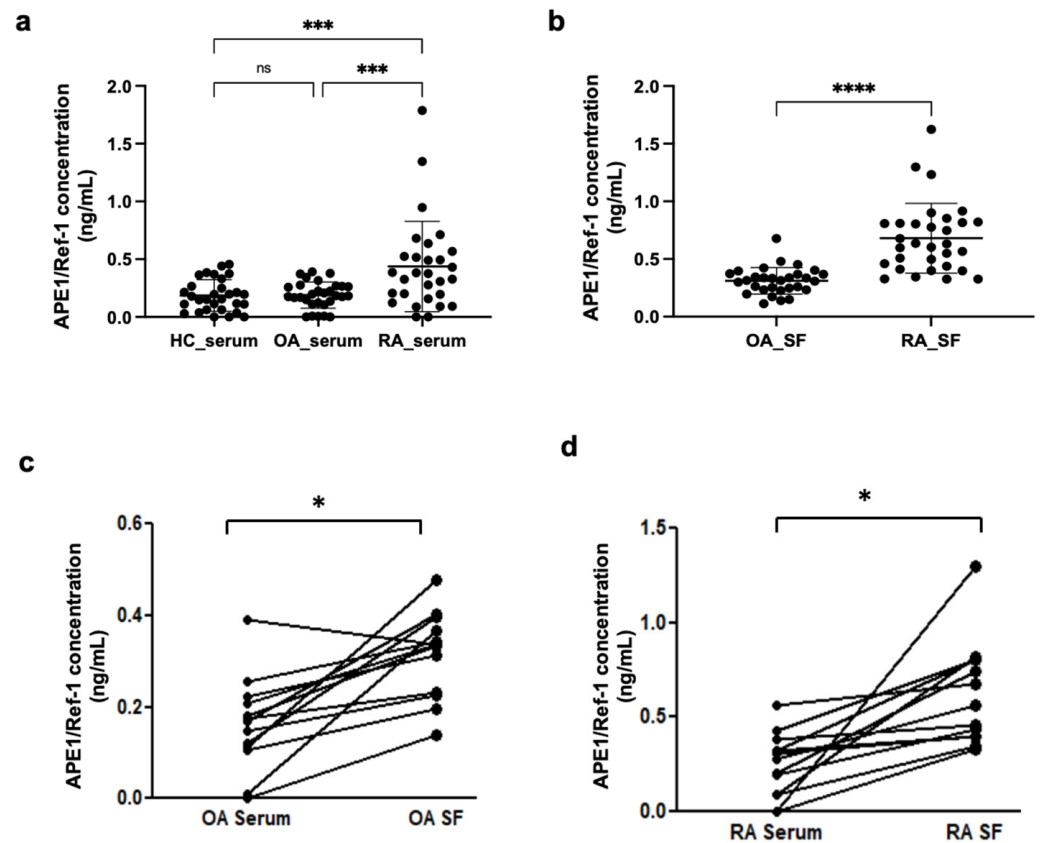 a
***
ns
***
APE1/Ref-1 concentration
(ng/mL)
2.0
1.5
1.0
0.5
0.0
HC_serum OA_serum RA_serum
b
****
APE1/Ref-1 concentration
(ng/mL)
2.0
1.5
1.0
0.5
0.0
OA_SF RA_SF
c
*
APE1/Ref-1 concentration
(ng/mL)
0.6
0.4
0.2
0.0
OA Serum OA SF
d
*
APE1/Ref-1 concentration
(ng/mL)
1.5
1.0
0.5
0.0
RA Serum RA SF